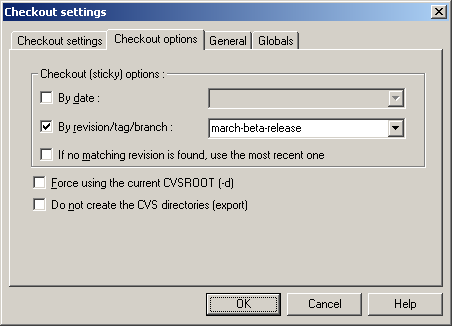 Checkout settings
Checkout settings Checkout options General Globals
Checkout (sticky) options :
By date :
By revision/tag/branch : march-beta-release
If no matching revision is found, use the most recent one
Force using the current CVSROOT (-d)
Do not create the CVS directories (export)
OK Cancel Help